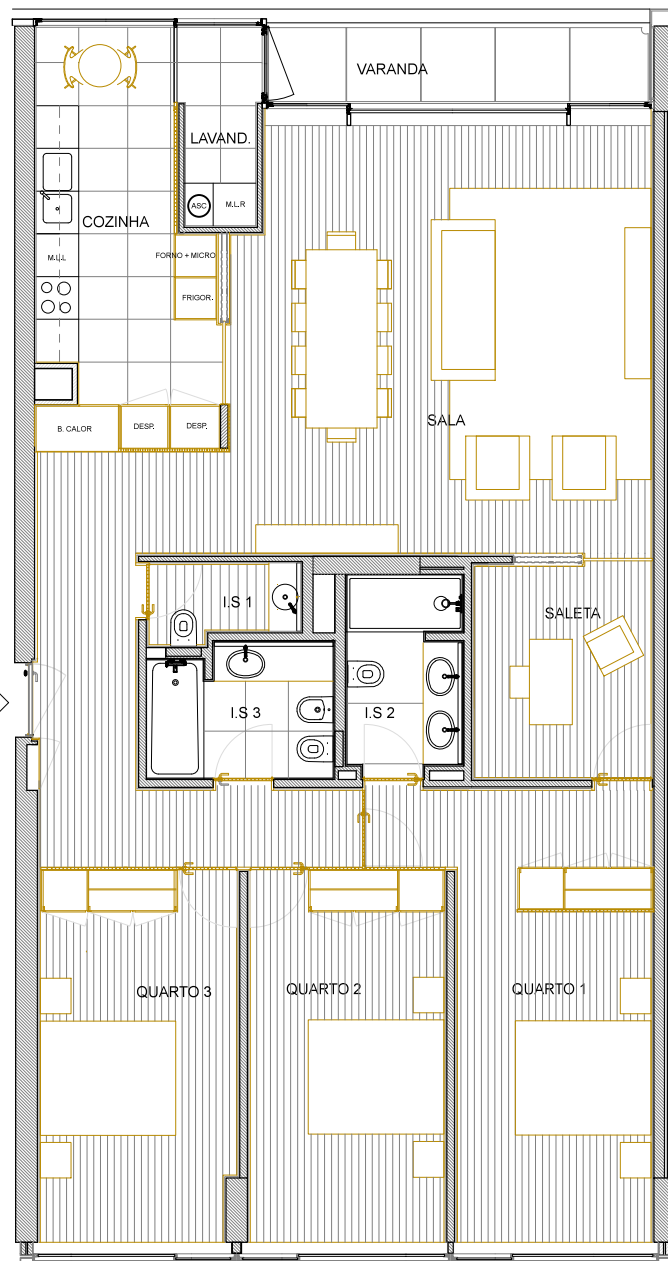 VARANDA
LAVAND.
ASC
M.L.R
COZINHA
M.L.L
FORNO + MICRO
FRIGOR.
B. CALOR
DESP.
DESP.
SALA
I.S 1
SALETA
I.S 3
I.S 2
QUARTO 3
QUARTO 2
QUARTO 1